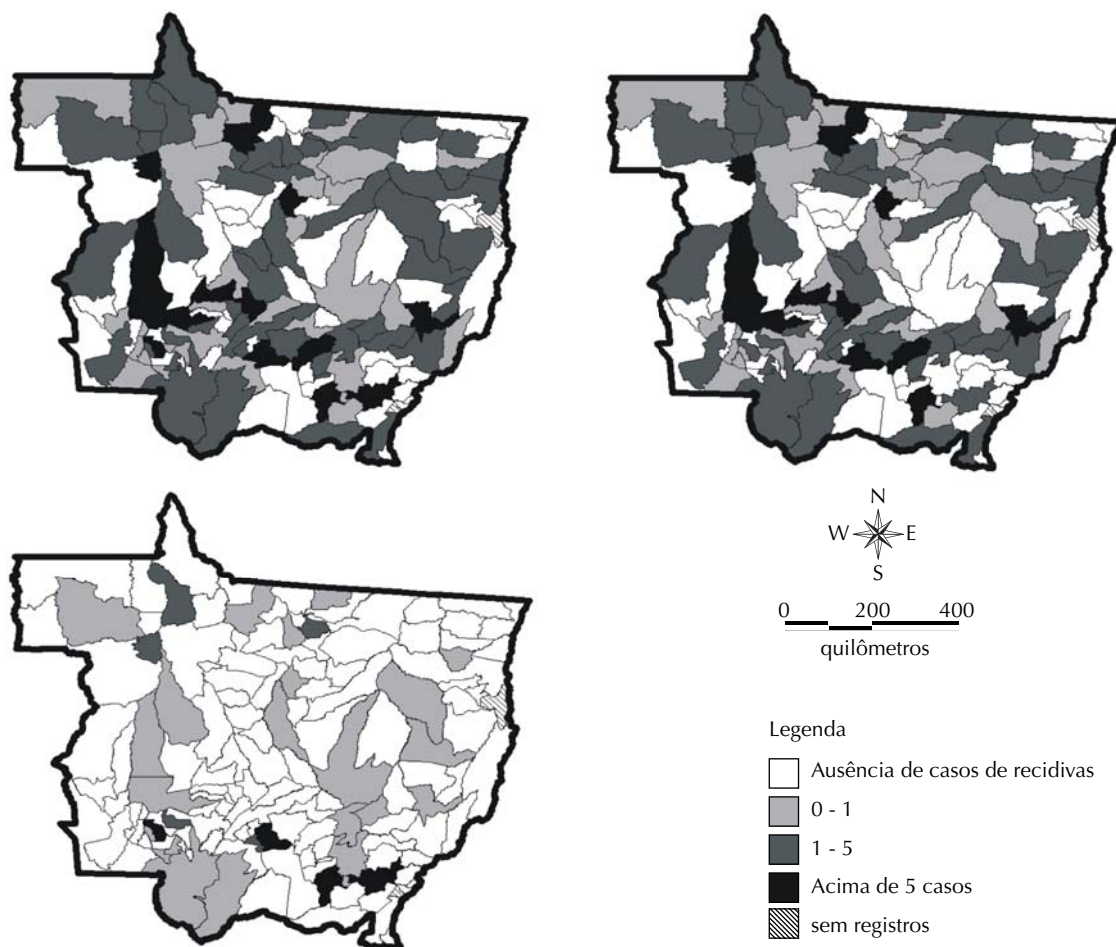 N
W E
S
0 200 400
quilômetros
Legenda
Ausência de casos de recidivas
0 - 1
1 - 5
Acima de 5 casos
sem registros